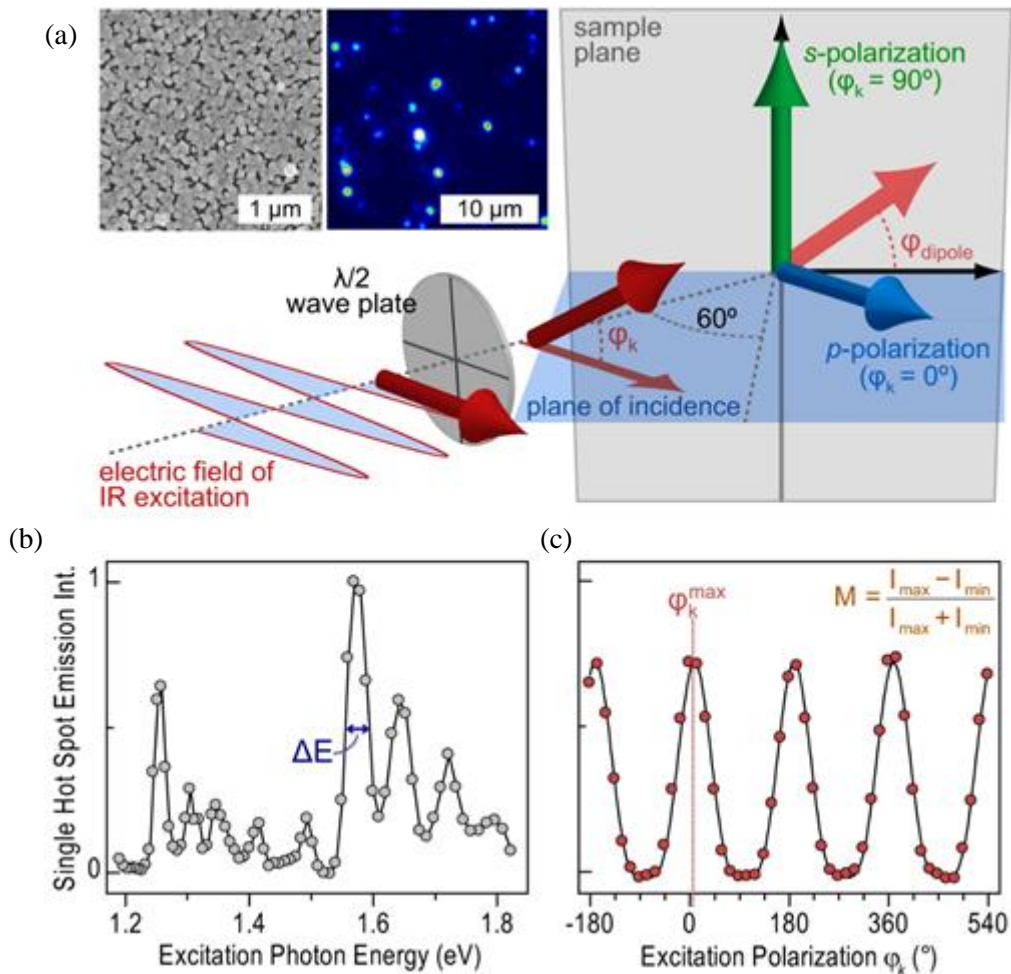 (a)
1 μm
10 μm
sample
plane
s-polarization
(φk = 90º)
φdipole
λ/2
wave plate
60º
φk
p-polarization
(φk = 0º)
plane of incidence
electric field of
IR excitation
(b)
Single Hot Spot Emission Int.
1
0
ΔE
1.2
1.4
1.6
1.8
Excitation Photon Energy (eV)
(c)
φk^max
M = (Imax − Imin) / (Imax + Imin)
-180
0
180
360
540
Excitation Polarization φk (°)